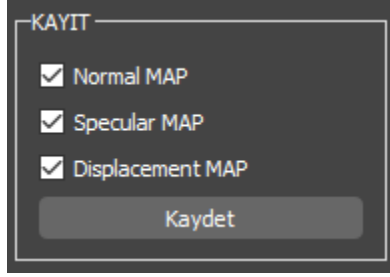 KAYIT
Normal MAP
Specular MAP
Displacement MAP
Kaydet